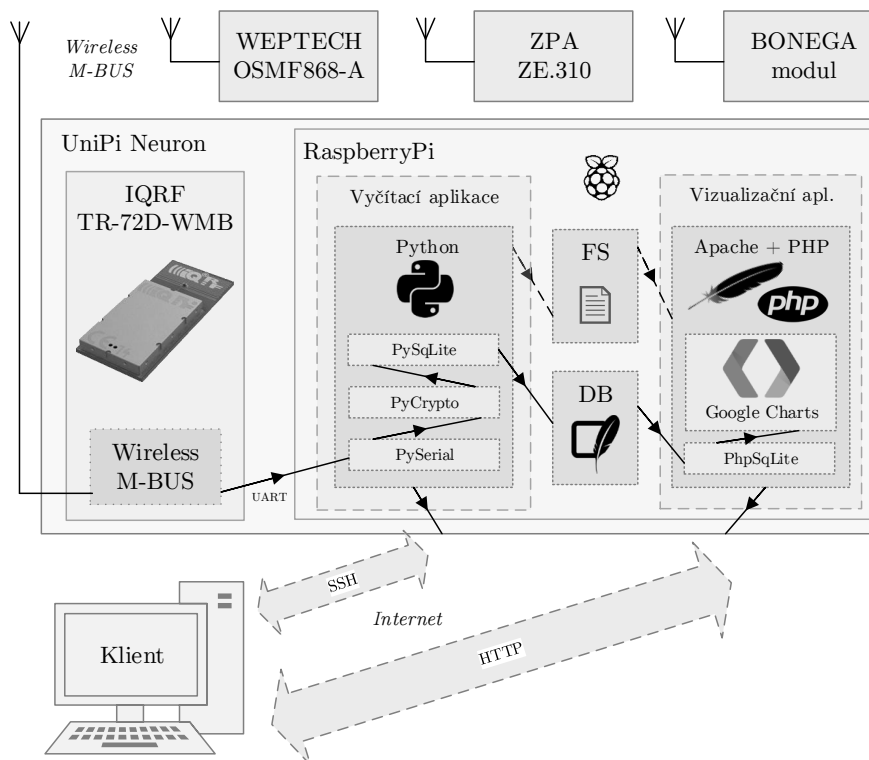 Wireless
M-BUS
WEPTECH
OSMF868-A
ZPA
ZE.310
BONEGA
modul
UniPi Neuron
RaspberryPi
IQRF
TR-72D-WMB
Vyčítací aplikace
Vizualizační apl.
Python
FS
Apache + PHP
php
PySqLite
PyCrypto
PySerial
DB
Google Charts
PhpSqLite
Wireless
M-BUS
UART
SSH
Internet
HTTP
Klient